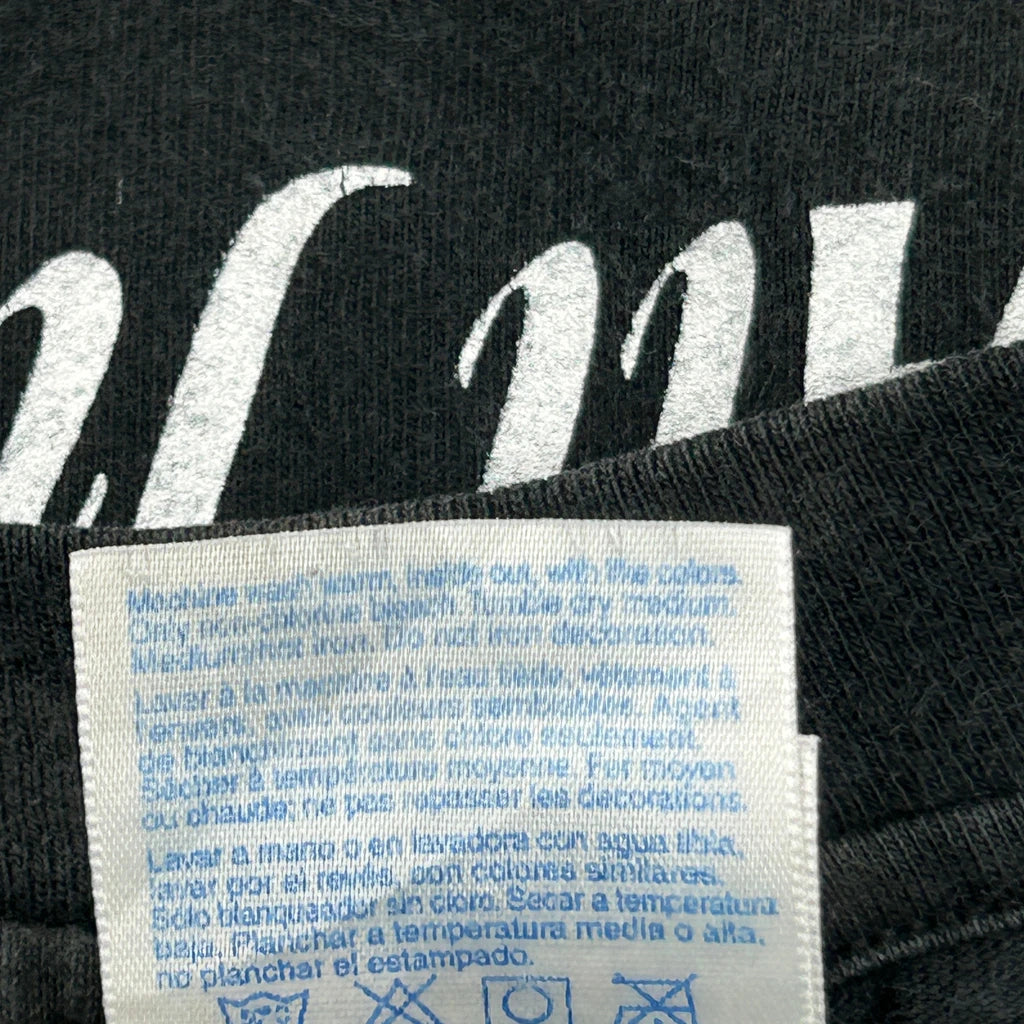 Machine wash warm, inside out, with like colors.
Only non-chlorine bleach. Tumble dry medium.
Medium/hot iron. Do not iron decoration.
Laver à la machine à l'eau tiède, vêtement à
l'envers, avec couleurs semblables. Agent
de blanchiment sans chlore seulement.
Sécher à température moyenne. Fer moyen
ou chaude; ne pas repasser les decorations.
Lavar a mano o en lavadora con agua tibia,
lavar por el revés, con colores similares.
Sólo blanqueador sin cloro. Secar a temperatura
baja. Planchar a temperatura media o alta,
no planchar el estampado.